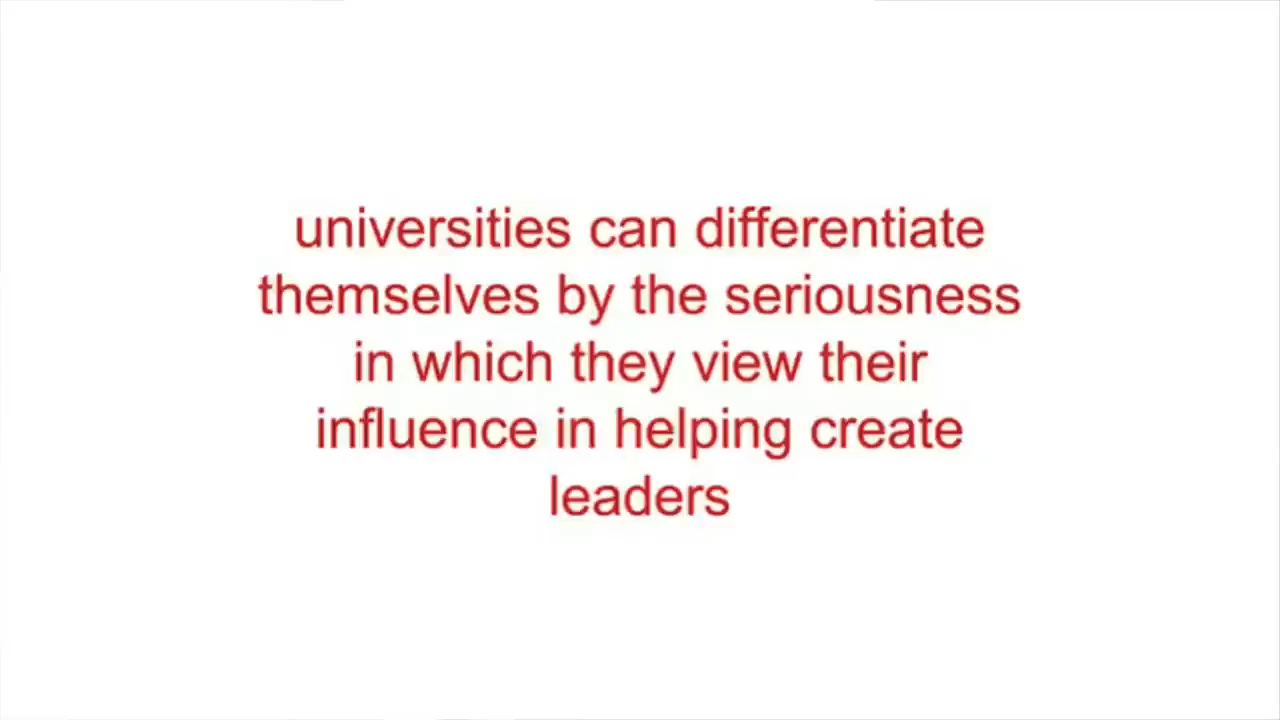 universities can differentiate
themselves by the seriousness
in which they view their
influence in helping create
leaders